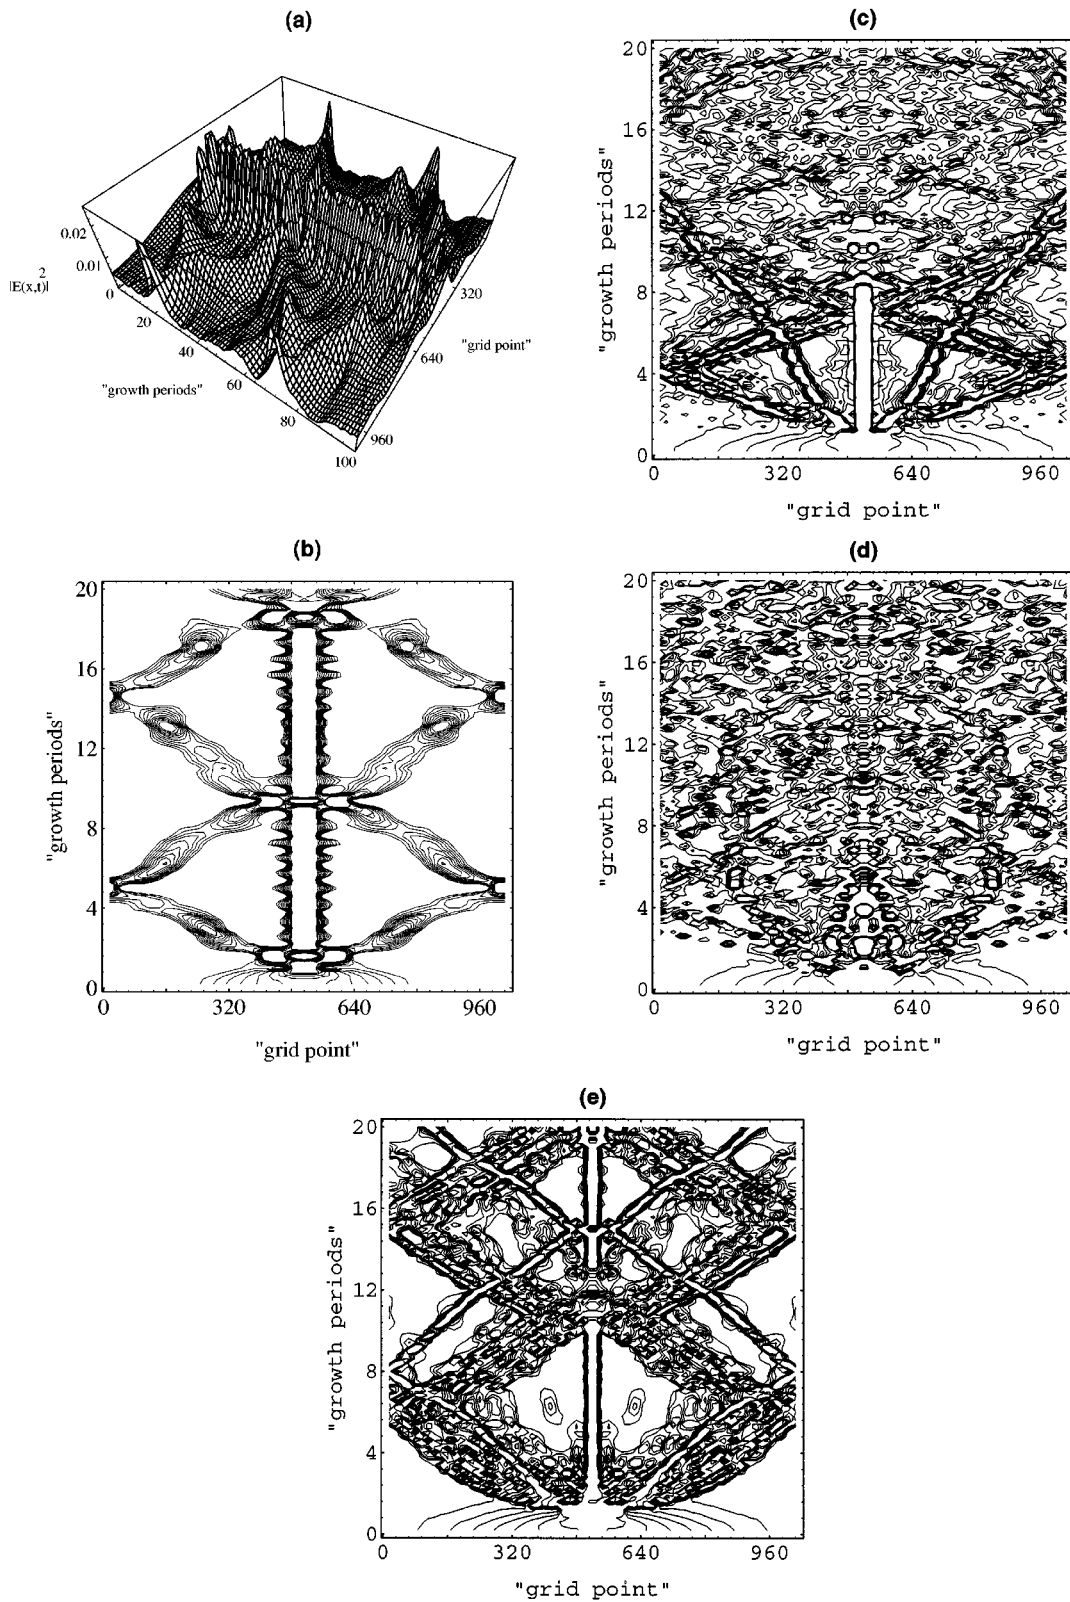 (a)
0.02
0.01
2
|E(x,t)|
0
20
40
60
80
100
"growth periods"
320
640
960
"grid point"
(c)
20
16
12
8
4
0
"growth periods"
0 320 640 960
"grid point"
(b)
20
16
12
8
4
0
"growth periods"
0 320 640 960
"grid point"
(d)
20
16
12
8
4
0
"growth periods"
0 320 640 960
"grid point"
(e)
20
16
12
8
4
0
"growth periods"
0 320 640 960
"grid point"